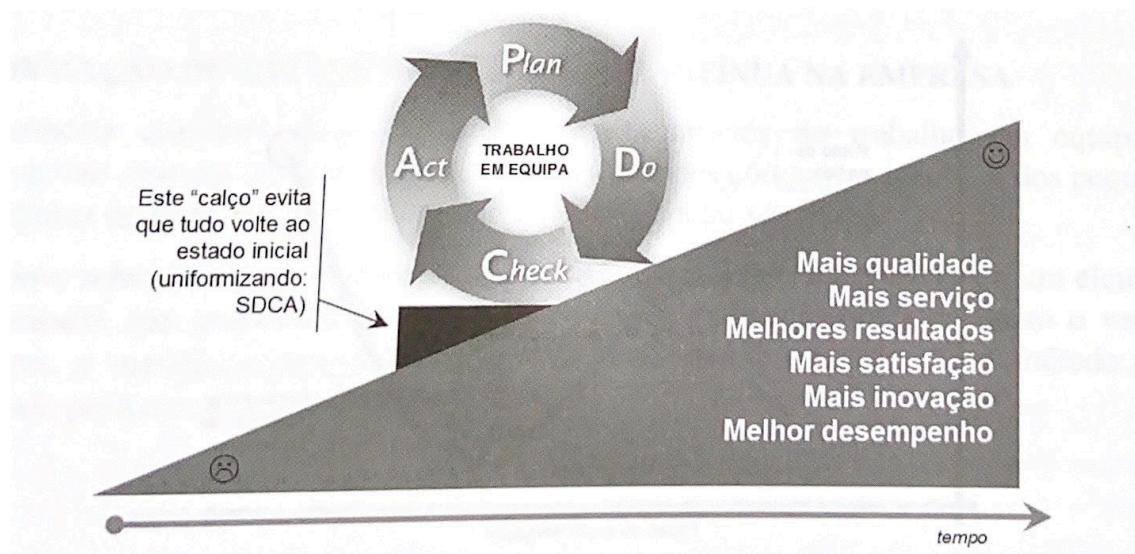 Plan
Do
Check
Act
TRABALHO
EM EQUIPA
Este “calço” evita
que tudo volte ao
estado inicial
(uniformizando:
SDCA)
Mais qualidade
Mais serviço
Melhores resultados
Mais satisfação
Mais inovação
Melhor desempenho
tempo